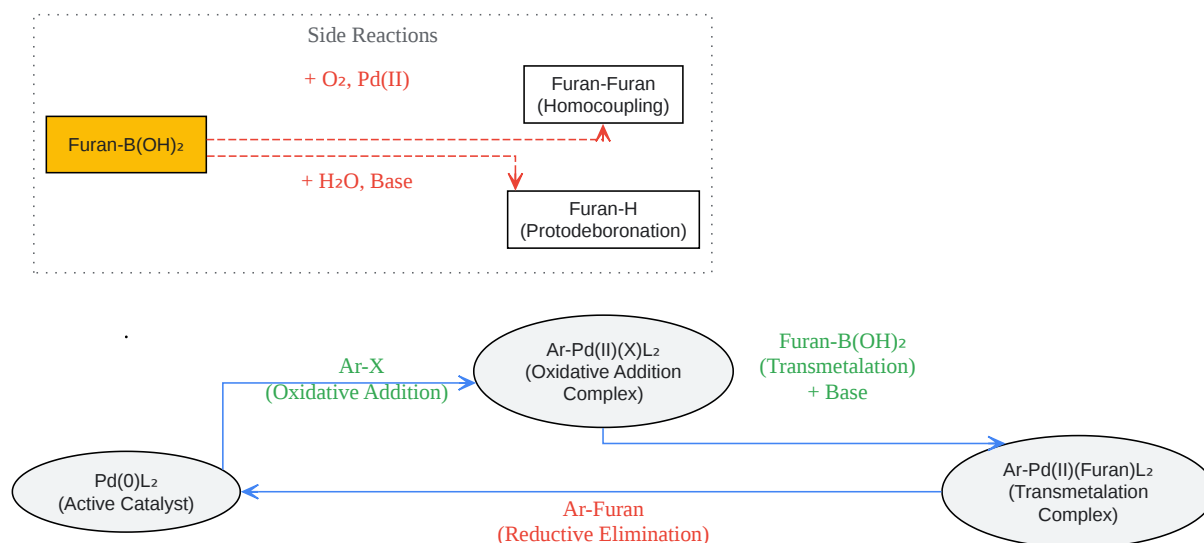 Side Reactions
+ O₂, Pd(II)
Furan-Furan
(Homocoupling)
Furan-B(OH)₂
+ H₂O, Base
Furan-H
(Protodeboronation)
Ar-X
(Oxidative Addition)
Ar-Pd(II)(X)L₂
(Oxidative Addition
Complex)
Furan-B(OH)₂
(Transmetalation)
+ Base
Pd(0)L₂
(Active Catalyst)
Ar-Furan
(Reductive Elimination)
Ar-Pd(II)(Furan)L₂
(Transmetalation
Complex)